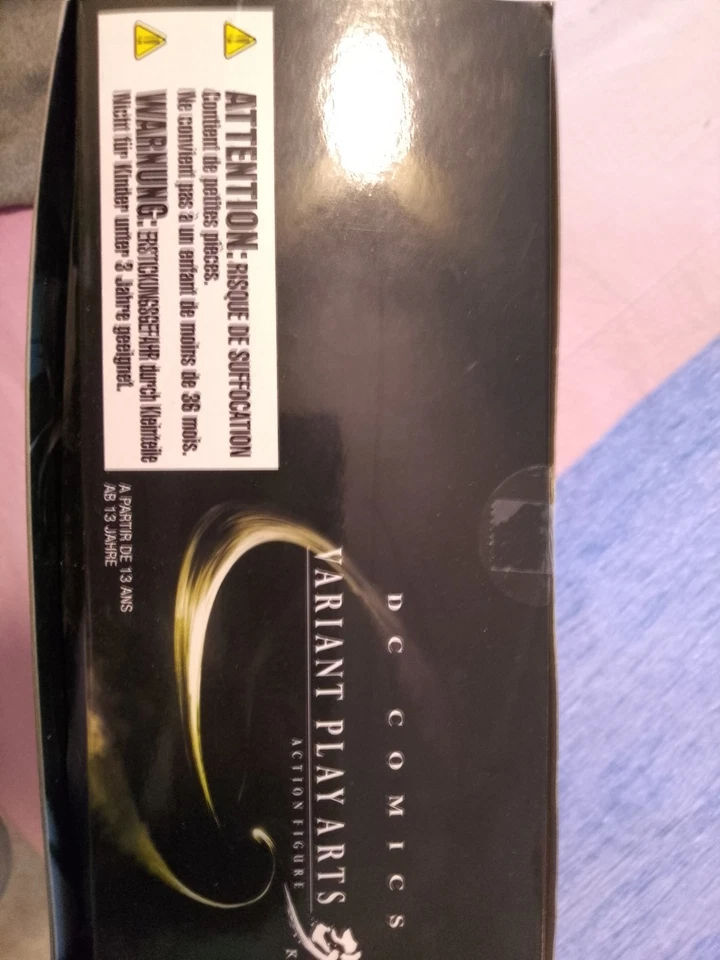 ATTENTION: RISQUE DE SUFFOCATION
Contient de petites pièces.
Ne convient pas à un enfant de moins de 36 mois.
WARNUNG: ERSTICKUNGSGEFAHR durch Kleinteile
Nicht für Kinder unter 3 Jahre geeignet.
A PARTIR DE 13 ANS
AB 13 JAHRE
DC COMICS
VARIANT PLAY ARTS
ACTION FIGURE